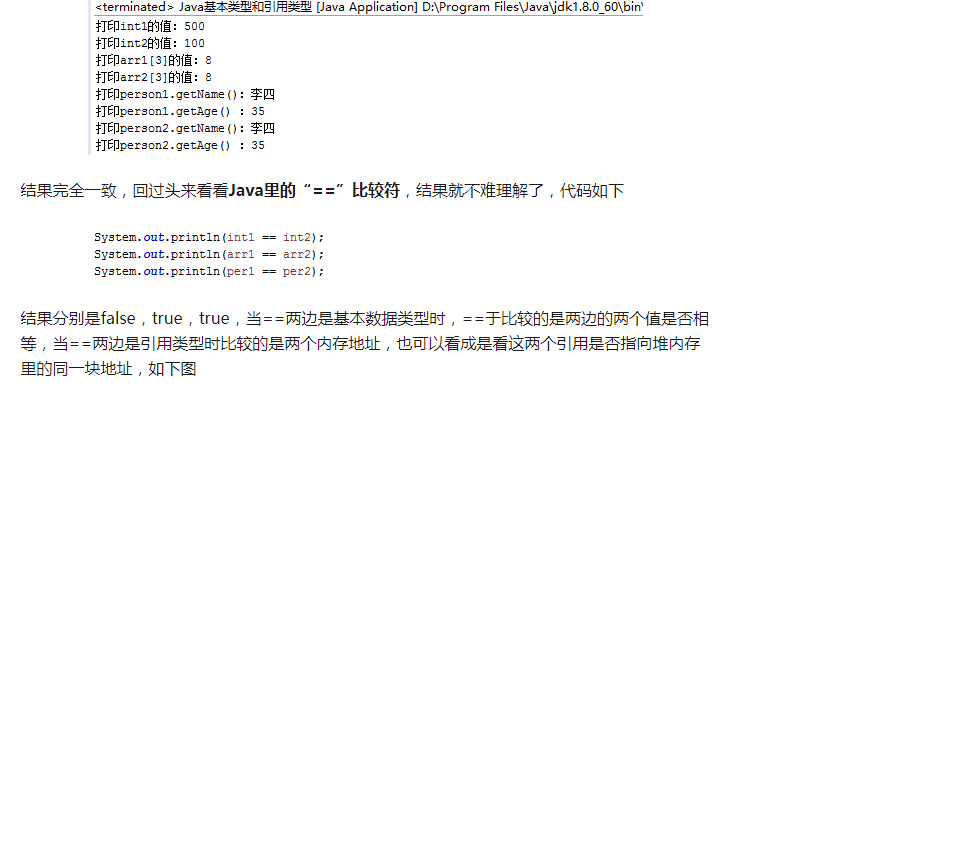 <terminated> Java基本类型和引用类型 [Java Application] D:\Program Files\Java\jdk1.8.0_60\bin\
打印int1的值: 500
打印int2的值: 100
打印arr1[3]的值: 8
打印arr2[3]的值: 8
打印person1.getName(): 李四
打印person1.getAge() : 35
打印person2.getName(): 李四
打印person2.getAge() : 35
结果完全一致，回过头来看看Java里的“==”比较符，结果就不难理解了，代码如下
System.out.println(int1 == int2);
System.out.println(arr1 == arr2);
System.out.println(per1 == per2);
结果分别是false，true，true，当==两边是基本数据类型时，==于比较的是两边的两个值是否相
等，当==两边是引用类型时比较的是两个内存地址，也可以看成是看这两个引用是否指向堆内存
里的同一块地址，如下图